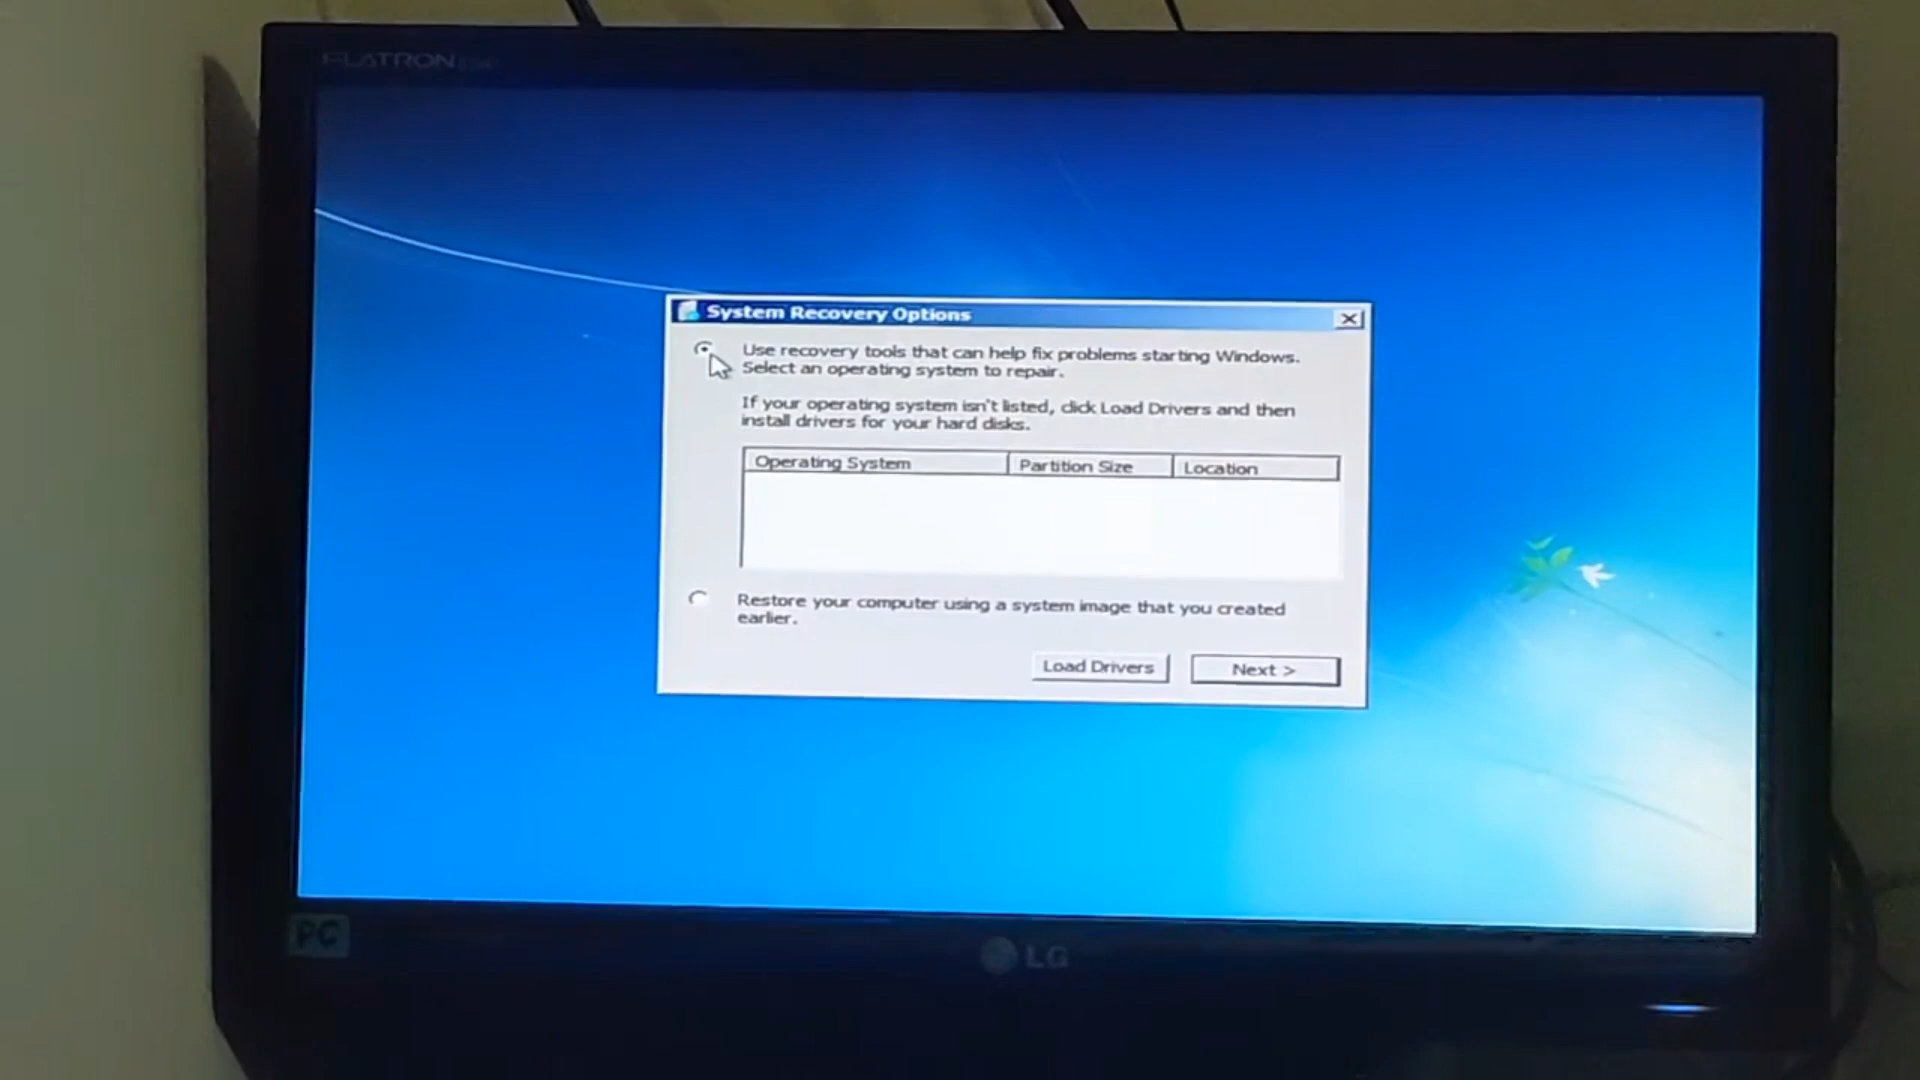 FLATRON
System Recovery Options
Use recovery tools that can help fix problems starting Windows.
Select an operating system to repair.
If your operating system isn't listed, click Load Drivers and then
install drivers for your hard disks.
Operating System Partition Size Location
Restore your computer using a system image that you created
earlier.
Load Drivers Next >
PC
LG